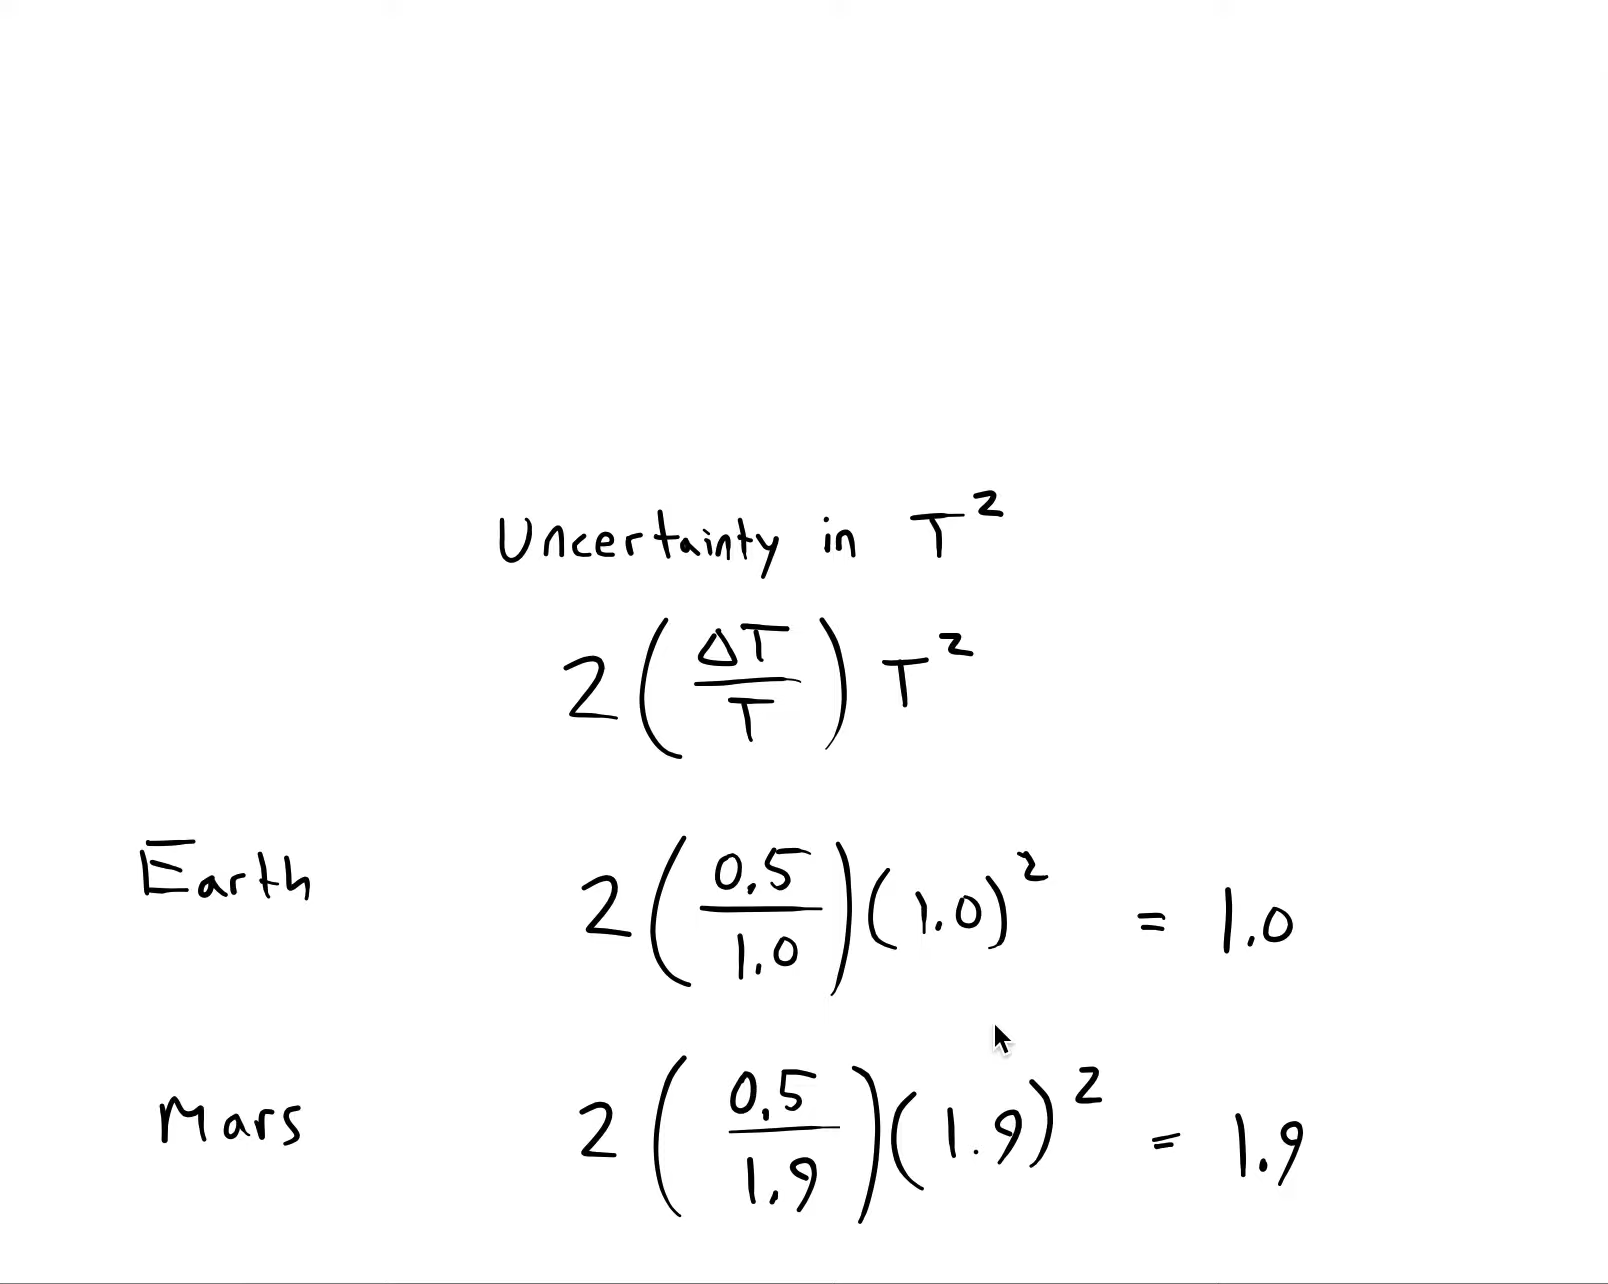 Uncertainty in T²
2(ΔT/T)T²
Earth 2(0.5/1.0)(1.0)² = 1.0
Mars 2(0.5/1.9)(1.9)² = 1.9